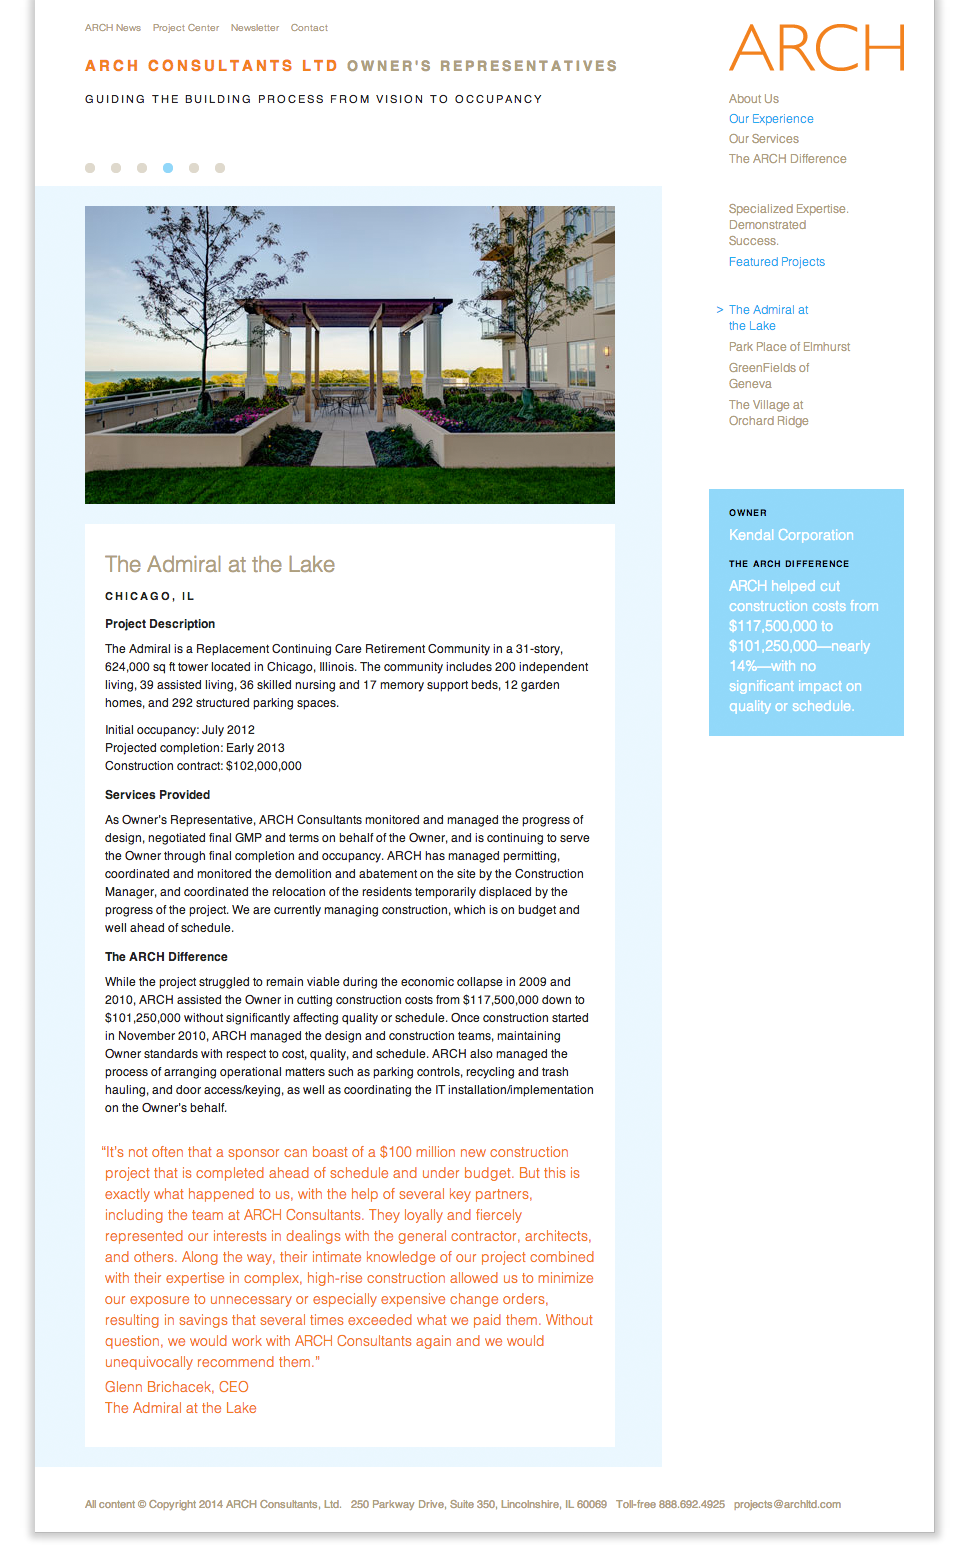 ARCH News Project Center Newsletter Contact
ARCH CONSULTANTS LTD OWNER'S REPRESENTATIVES
GUIDING THE BUILDING PROCESS FROM VISION TO OCCUPANCY
ARCH
About Us
Our Experience
Our Services
The ARCH Difference
Specialized Expertise.
Demonstrated
Success.
Featured Projects
> The Admiral at
the Lake
Park Place of Elmhurst
GreenFields of
Geneva
The Village at
Orchard Ridge
OWNER
Kendal Corporation
THE ARCH DIFFERENCE
ARCH helped cut
construction costs from
$117,500,000 to
$101,250,000—nearly
14%—with no
significant impact on
quality or schedule.
The Admiral at the Lake
CHICAGO, IL
Project Description
The Admiral is a Replacement Continuing Care Retirement Community in a 31-story,
624,000 sq ft tower located in Chicago, Illinois. The community includes 200 independent
living, 39 assisted living, 36 skilled nursing and 17 memory support beds, 12 garden
homes, and 292 structured parking spaces.
Initial occupancy: July 2012
Projected completion: Early 2013
Construction contract: $102,000,000
Services Provided
As Owner's Representative, ARCH Consultants monitored and managed the progress of
design, negotiated final GMP and terms on behalf of the Owner, and is continuing to serve
the Owner through final completion and occupancy. ARCH has managed permitting,
coordinated and monitored the demolition and abatement on the site by the Construction
Manager, and coordinated the relocation of the residents temporarily displaced by the
progress of the project. We are currently managing construction, which is on budget and
well ahead of schedule.
The ARCH Difference
While the project struggled to remain viable during the economic collapse in 2009 and
2010, ARCH assisted the Owner in cutting construction costs from $117,500,000 down to
$101,250,000 without significantly affecting quality or schedule. Once construction started
in November 2010, ARCH managed the design and construction teams, maintaining
Owner standards with respect to cost, quality, and schedule. ARCH also managed the
process of arranging operational matters such as parking controls, recycling and trash
hauling, and door access/keying, as well as coordinating the IT installation/implementation
on the Owner's behalf.
“It's not often that a sponsor can boast of a $100 million new construction
project that is completed ahead of schedule and under budget. But this is
exactly what happened to us, with the help of several key partners,
including the team at ARCH Consultants. They loyally and fiercely
represented our interests in dealings with the general contractor, architects,
and others. Along the way, their intimate knowledge of our project combined
with their expertise in complex, high-rise construction allowed us to minimize
our exposure to unnecessary or especially expensive change orders,
resulting in savings that several times exceeded what we paid them. Without
question, we would work with ARCH Consultants again and we would
unequivocally recommend them."
Glenn Brichacek, CEO
The Admiral at the Lake
All content © Copyright 2014 ARCH Consultants, Ltd. 250 Parkway Drive, Suite 350, Lincolnshire, IL 60069 Toll-free 888.692.4925 projects@archltd.com